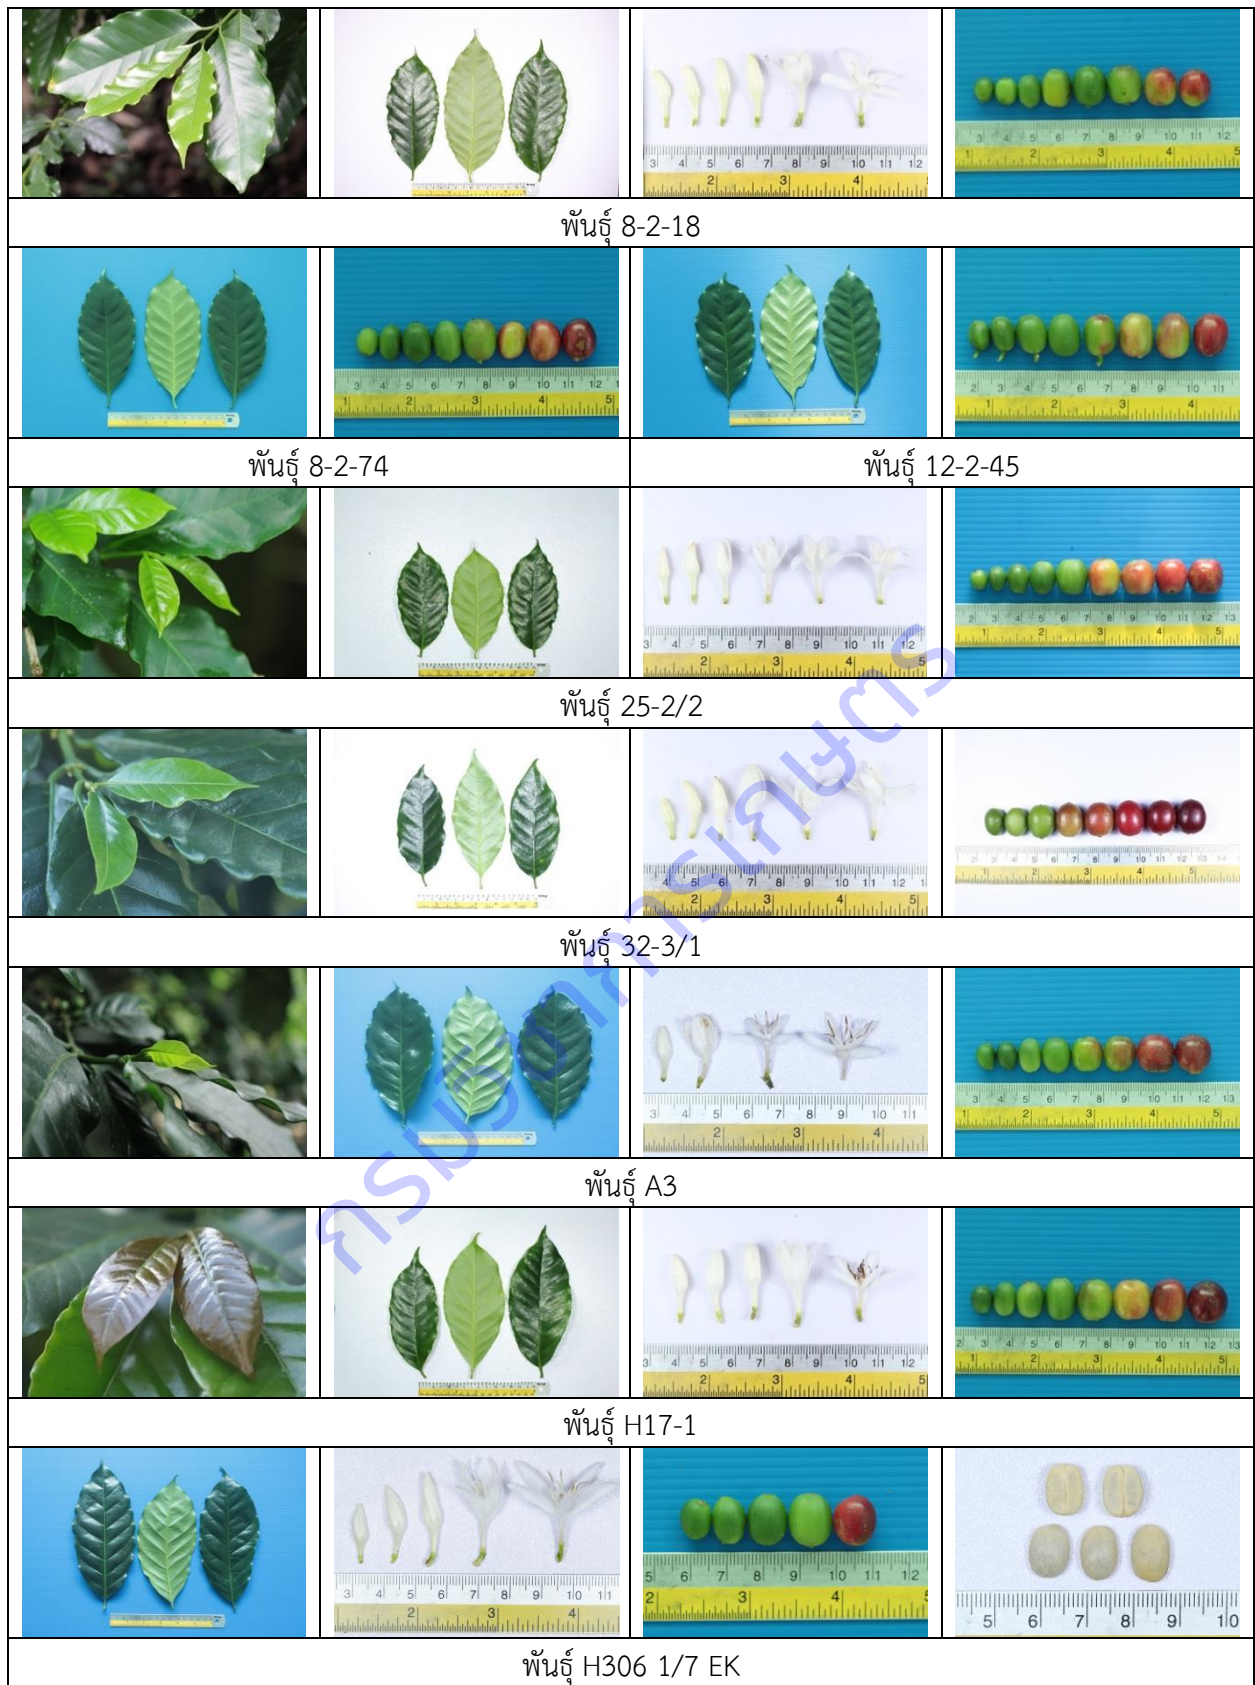 พันธุ์ 8-2-18
พันธุ์ 8-2-74
พันธุ์ 12-2-45
พันธุ์ 25-2/2
พันธุ์ 32-3/1
พันธุ์ A3
พันธุ์ H17-1
พันธุ์ H306 1/7 EK
กรมวิชาการเกษตร